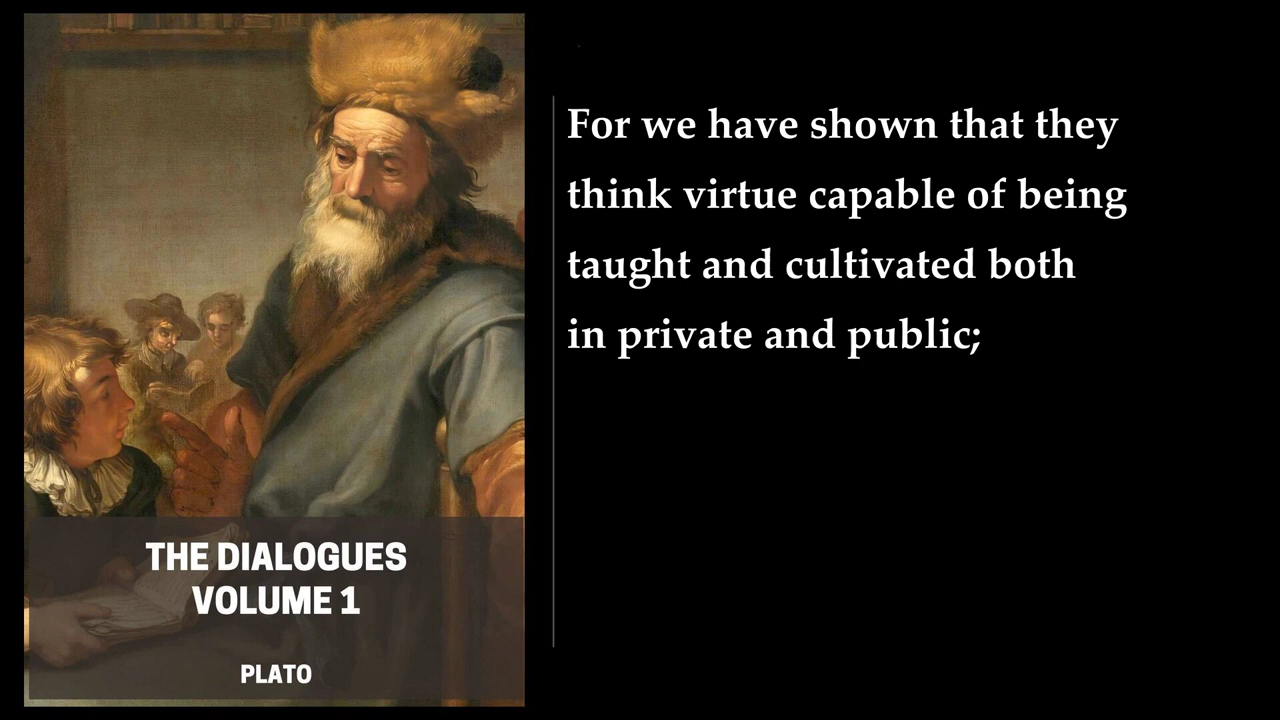 For we have shown that they
think virtue capable of being
taught and cultivated both
in private and public;
THE DIALOGUES
VOLUME 1
PLATO